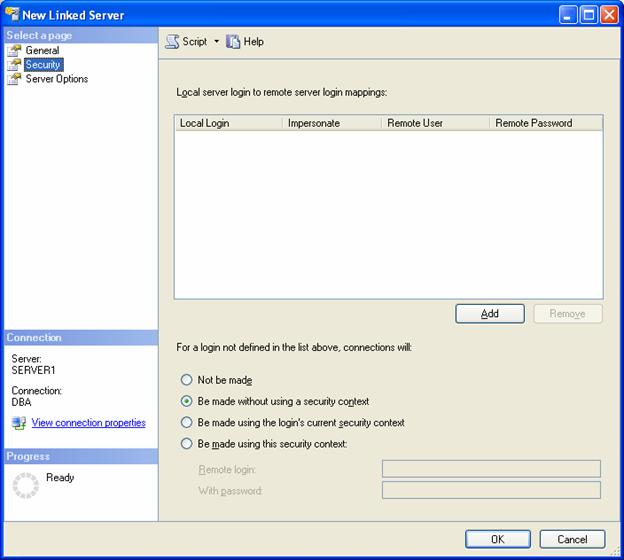 New Linked Server
Select a page
General
Security
Server Options
Script
Help
Local server login to remote server login mappings:
Local Login
Impersonate
Remote User
Remote Password
Add
Remove
For a login not defined in the list above, connections will:
Not be made
Be made without using a security context
Be made using the login's current security context
Be made using this security context:
Remote login:
With password:
Connection
Server:
SERVER1
Connection:
DBA
View connection properties
Progress
Ready
OK
Cancel